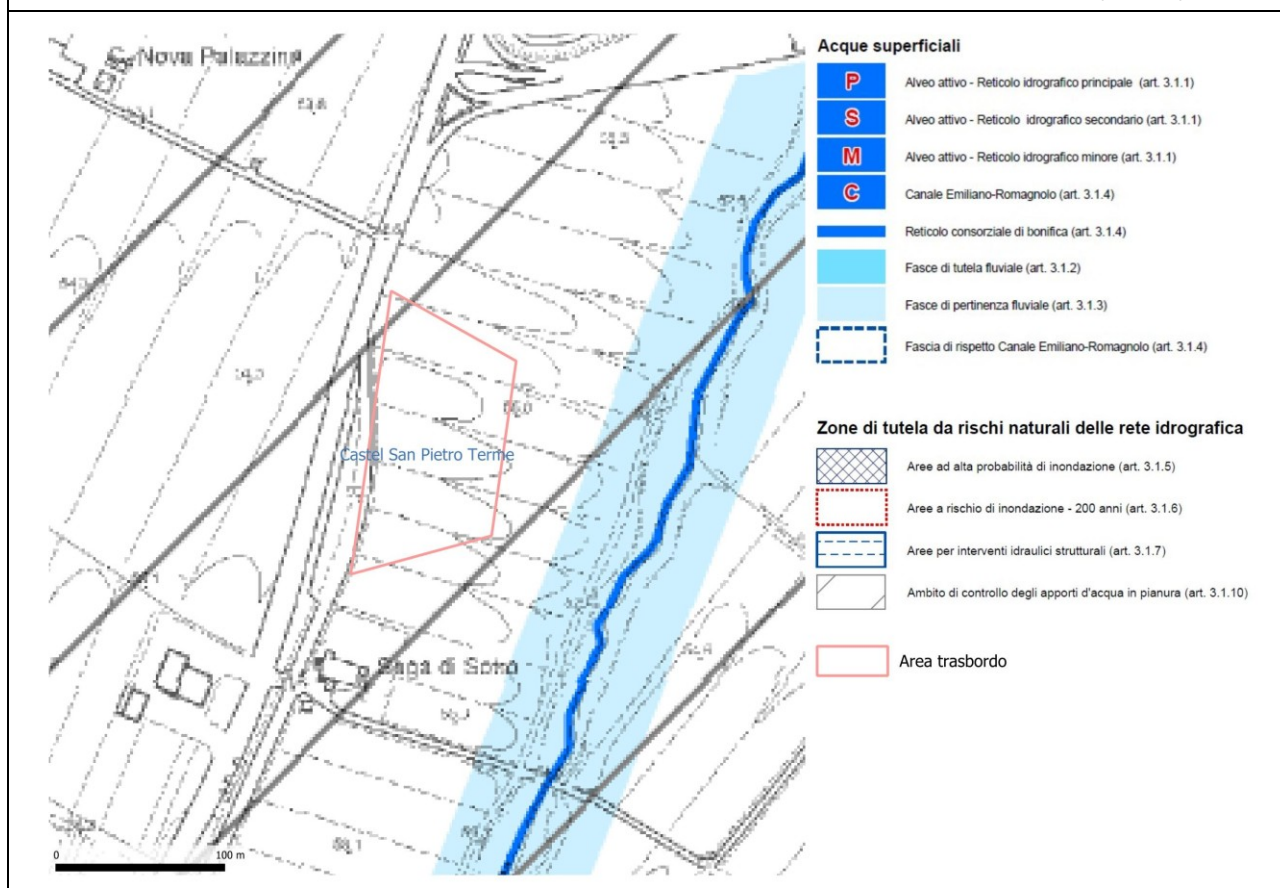 Nova Palazzina
53,8
Castel San Pietro Terme
Saga di Sotto
0
100 m
Acque superficiali
P
Alveo attivo - Reticolo idrografico principale (art. 3.1.1)
S
Alveo attivo - Reticolo idrografico secondario (art. 3.1.1)
M
Alveo attivo - Reticolo idrografico minore (art. 3.1.1)
C
Canale Emiliano-Romagnolo (art. 3.1.4)
Reticolo consorziale di bonifica (art. 3.1.4)
Fasce di tutela fluviale (art. 3.1.2)
Fasce di pertinenza fluviale (art. 3.1.3)
Fascia di rispetto Canale Emiliano-Romagnolo (art. 3.1.4)
Zone di tutela da rischi naturali delle rete idrografica
Aree ad alta probabilità di inondazione (art. 3.1.5)
Aree a rischio di inondazione - 200 anni (art. 3.1.6)
Aree per interventi idraulici strutturali (art. 3.1.7)
Ambito di controllo degli apporti d'acqua in pianura (art. 3.1.10)
Area trasbordo